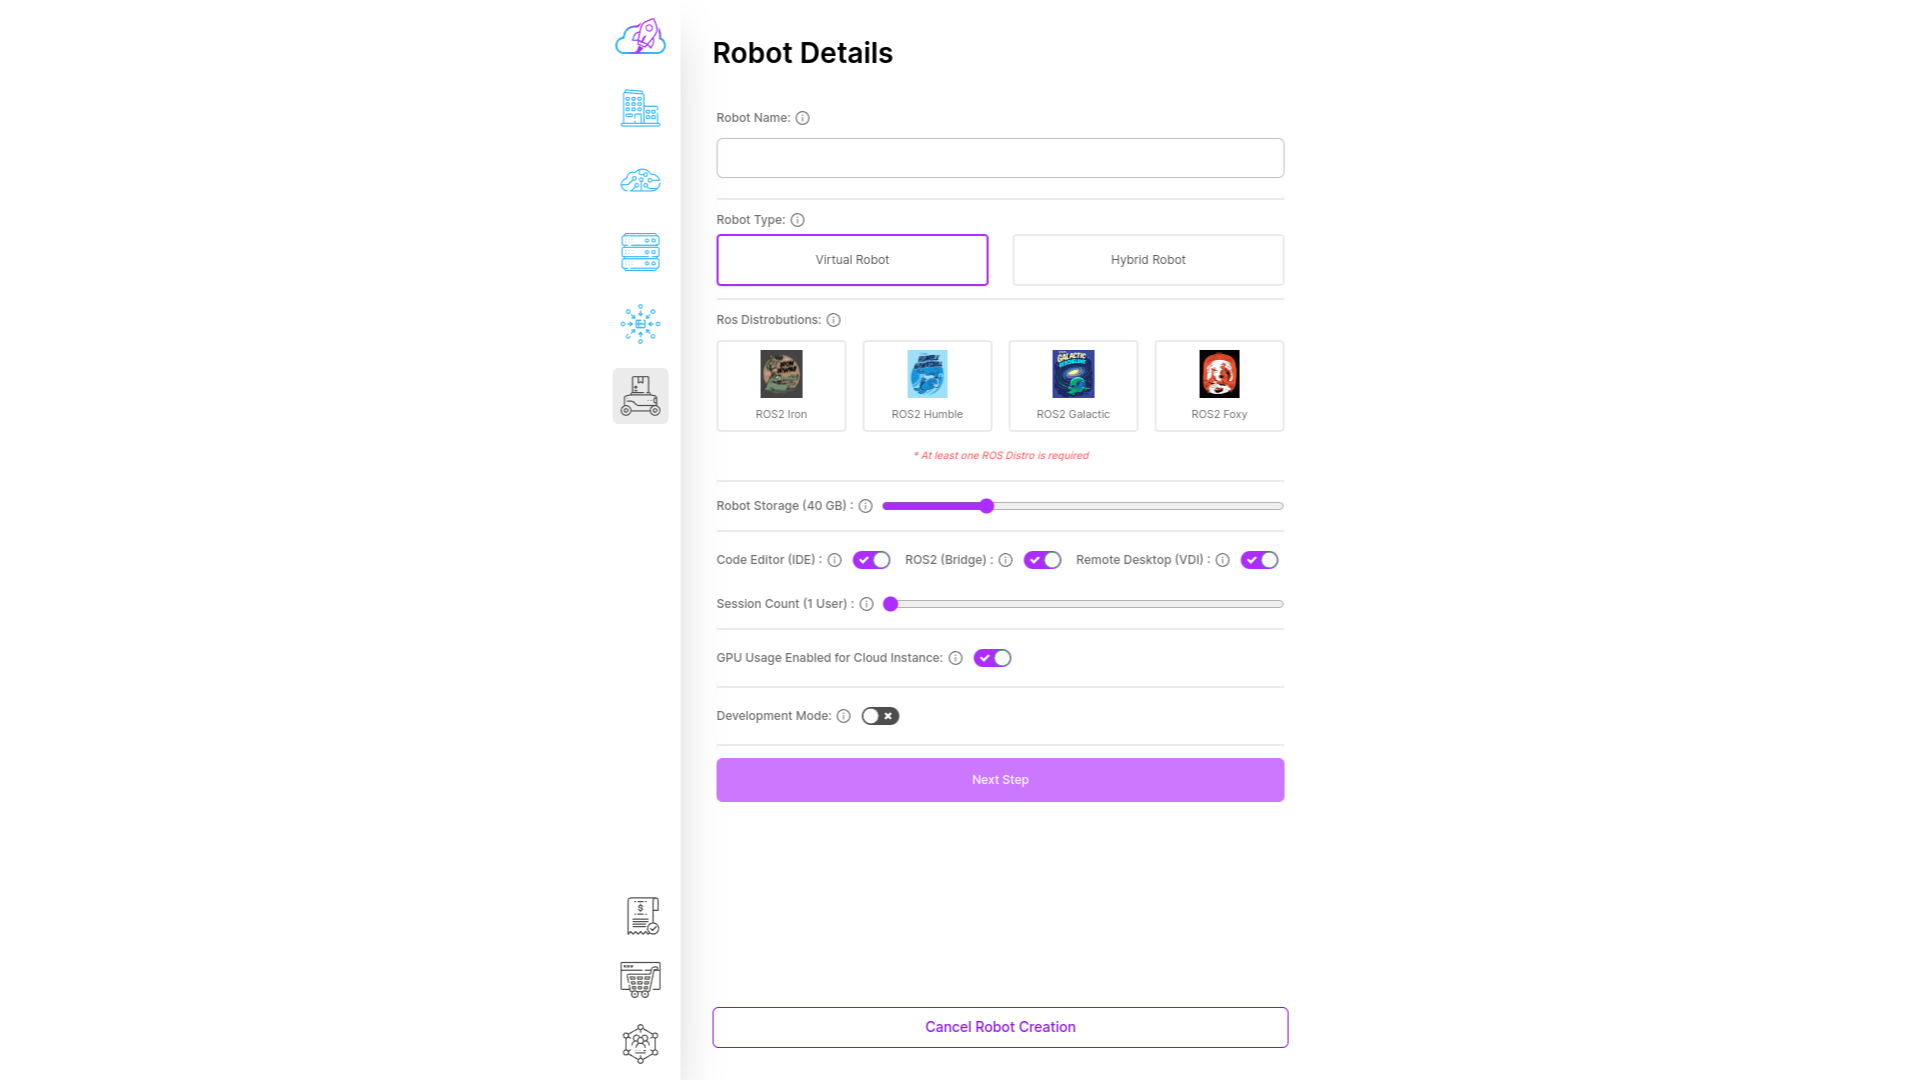 Robot Details
Robot Name:
Robot Type:
Virtual Robot
Hybrid Robot
Ros Distrobutions:
ROS2 Iron
ROS2 Humble
GALACTIC
ROS2 Galactic
ROS2 Foxy
* At least one ROS Distro is required
Robot Storage (40 GB) :
Code Editor (IDE) :
ROS2 (Bridge) :
Remote Desktop (VDI) :
Session Count (1 User) :
GPU Usage Enabled for Cloud Instance:
Development Mode:
Next Step
Cancel Robot Creation